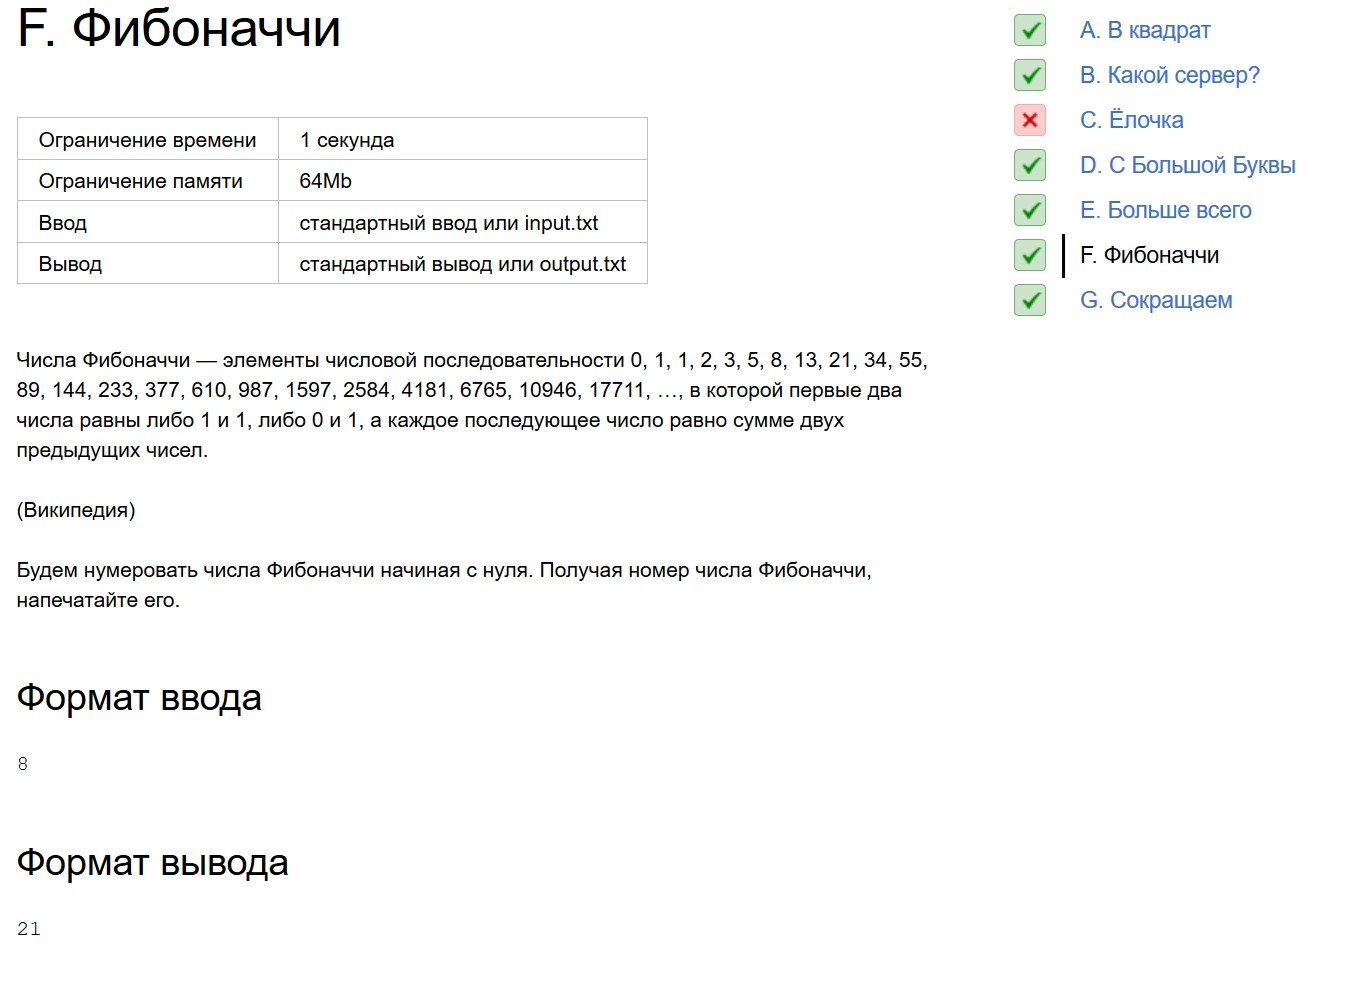 F. Фибоначчи
Ограничение времени 1 секунда
Ограничение памяти 64Mb
Ввод стандартный ввод или input.txt
Вывод стандартный вывод или output.txt
Числа Фибоначчи — элементы числовой последовательности 0, 1, 1, 2, 3, 5, 8, 13, 21, 34, 55,
89, 144, 233, 377, 610, 987, 1597, 2584, 4181, 6765, 10946, 17711, …, в которой первые два
числа равны либо 1 и 1, либо 0 и 1, а каждое последующее число равно сумме двух
предыдущих чисел.
(Википедия)
Будем нумеровать числа Фибоначчи начиная с нуля. Получая номер числа Фибоначчи,
напечатайте его.
Формат ввода
8
Формат вывода
21
A. В квадрат
B. Какой сервер?
C. Ёлочка
D. С Большой Буквы
E. Больше всего
F. Фибоначчи
G. Сокращаем